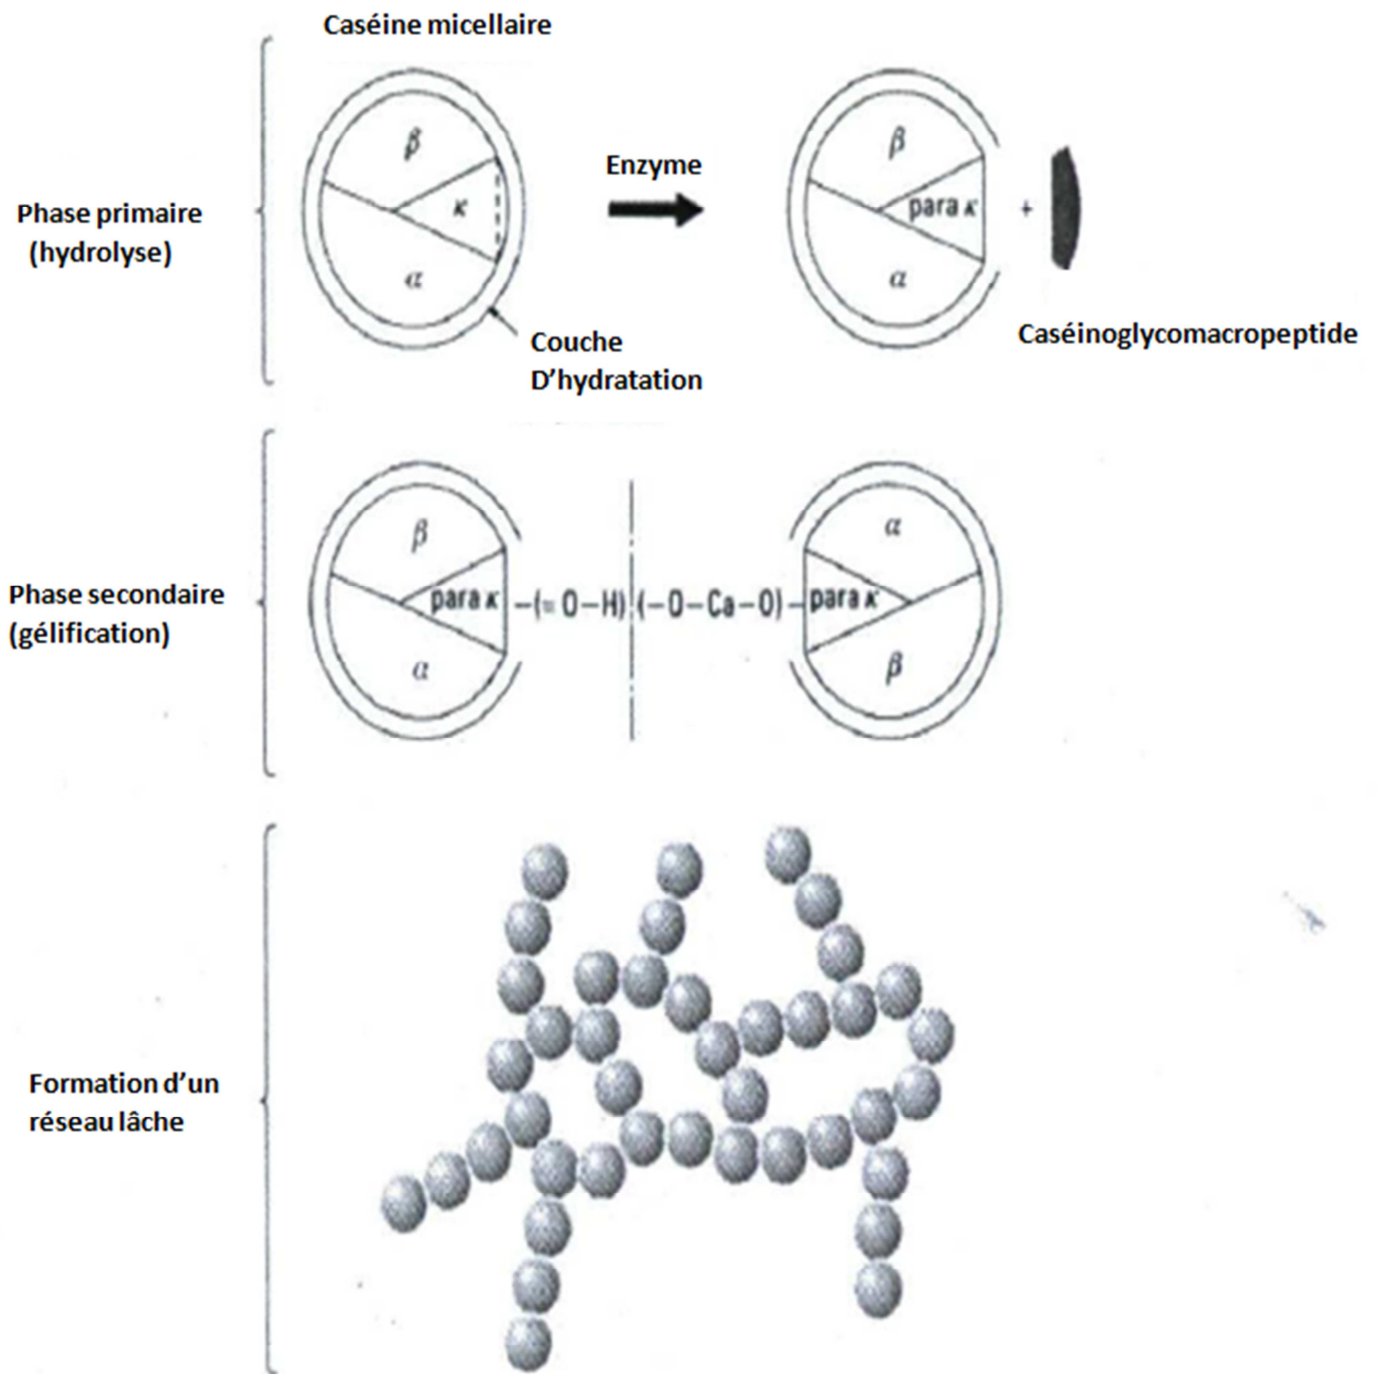 Caséine micellaire
Phase primaire
(hydrolyse)
β
κ
α
Enzyme
β
para κ
α
+
Couche
D'hydratation
Caséinoglycomacropeptide
Phase secondaire
(gélification)
β
para κ
α
-(=O-H)
(-O-Ca-O)-
α
para κ
β
Formation d'un
réseau lâche